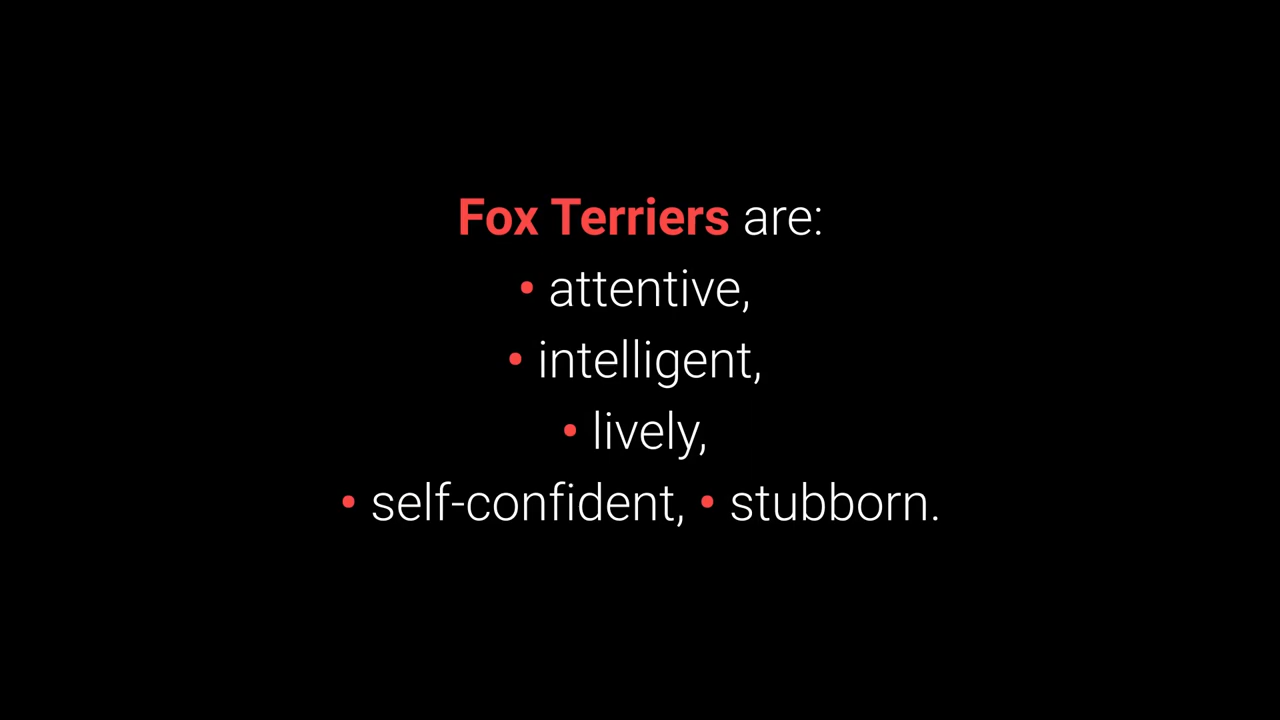 Fox Terriers are:
• attentive,
• intelligent,
• lively,
• self-confident, • stubborn.